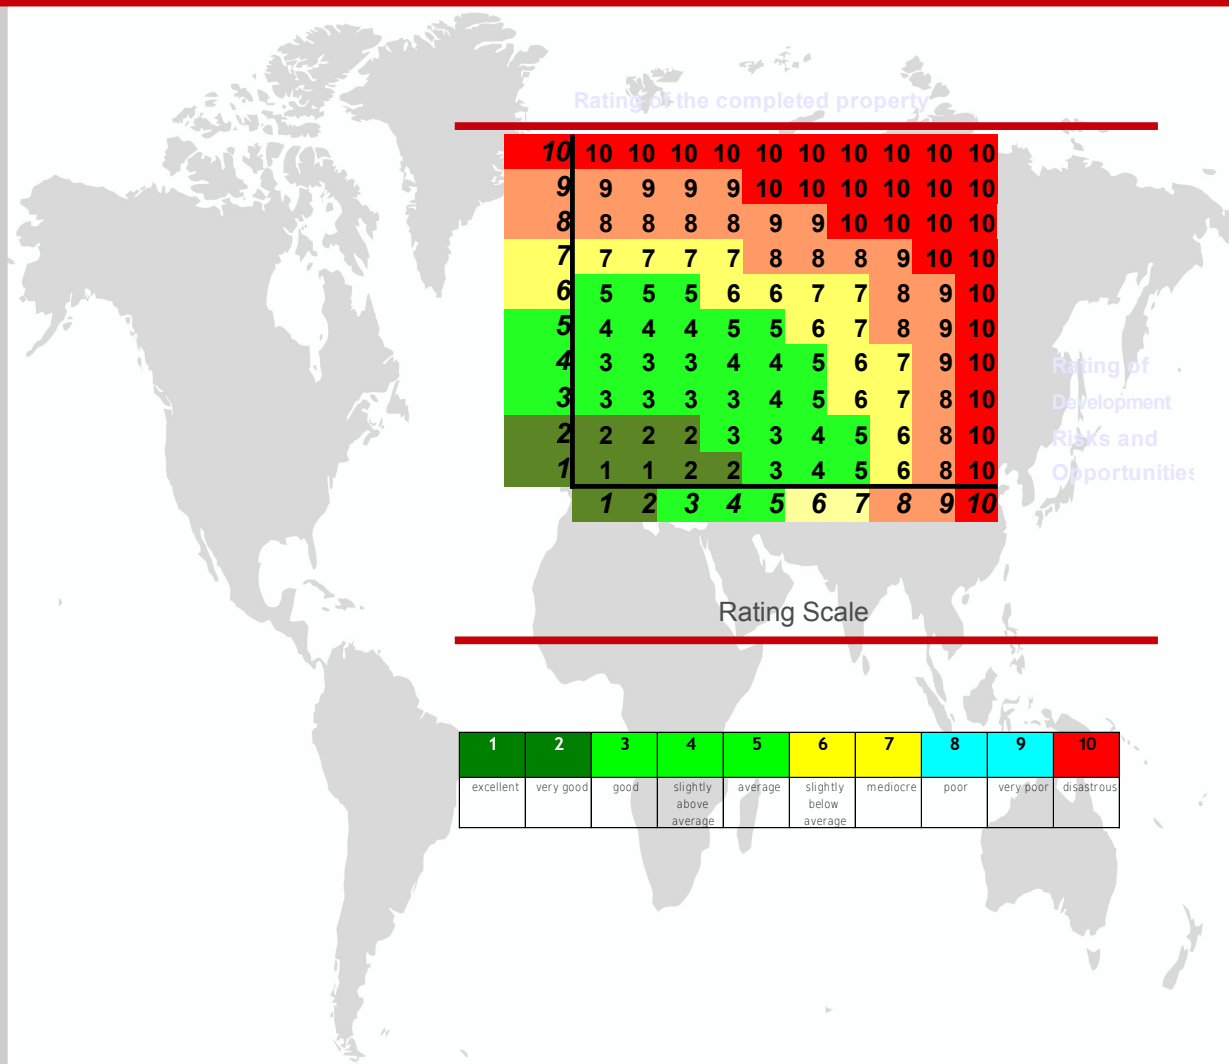 Rating of the completed property
10 10 10 10 10 10 10 10 10 10 10
9 9 9 9 9 10 10 10 10 10 10
8 8 8 8 8 9 9 10 10 10 10
7 7 7 7 7 8 8 8 9 10 10
6 5 5 5 6 6 7 7 8 9 10
5 4 4 4 5 5 6 7 8 9 10
4 3 3 3 4 4 5 6 7 9 10
3 3 3 3 3 4 5 6 7 8 10
2 2 2 2 3 3 4 5 6 8 10
1 1 1 2 2 3 4 5 6 8 10
1 2 3 4 5 6 7 8 9 10
Rating of
Development
Risks and
Opportunities
Rating Scale
1 2 3 4 5 6 7 8 9 10
excellent very good good slightly average slightly mediocre poor very poor disastrous
above below
average average